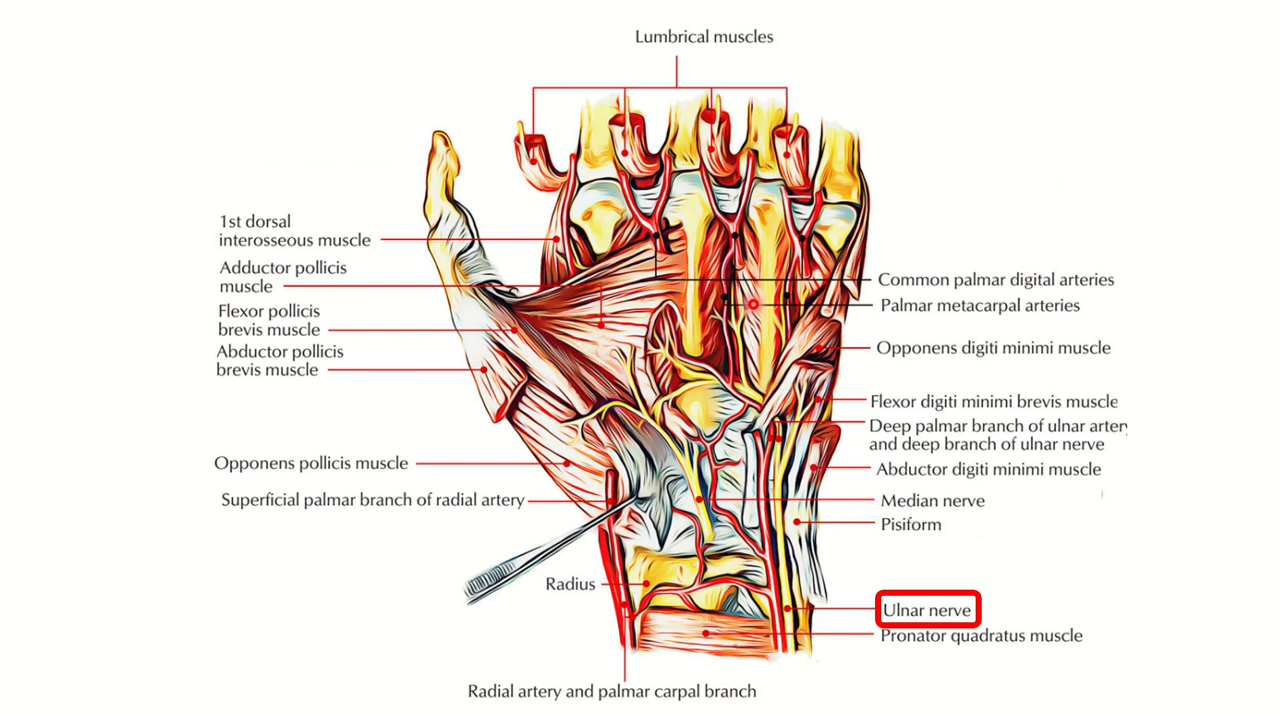 Lumbrical muscles
1st dorsal
interosseous muscle
Adductor pollicis
muscle
Flexor pollicis
brevis muscle
Abductor pollicis
brevis muscle
Opponens pollicis muscle
Superficial palmar branch of radial artery
Radius
Radial artery and palmar carpal branch
Common palmar digital arteries
Palmar metacarpal arteries
Opponens digiti minimi muscle
Flexor digiti minimi brevis muscle
Deep palmar branch of ulnar artery
and deep branch of ulnar nerve
Abductor digiti minimi muscle
Median nerve
Pisiform
Ulnar nerve
Pronator quadratus muscle